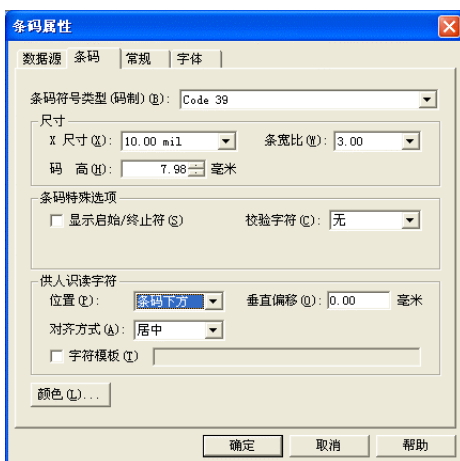 条码属性
数据源 条码 常规 字体
条码符号类型(码制)(B): Code 39
尺寸
X 尺寸(X): 10.00 mil 条宽比(W): 3.00
码 高(H): 7.98 毫米
条码特殊选项
显示启始/终止符(S) 校验字符(C): 无
供人识读字符
位置(P): 条码下方 垂直偏移(O): 0.00 毫米
对齐方式(A): 居中
字符模板(T)
颜色(L)...
确定 取消 帮助